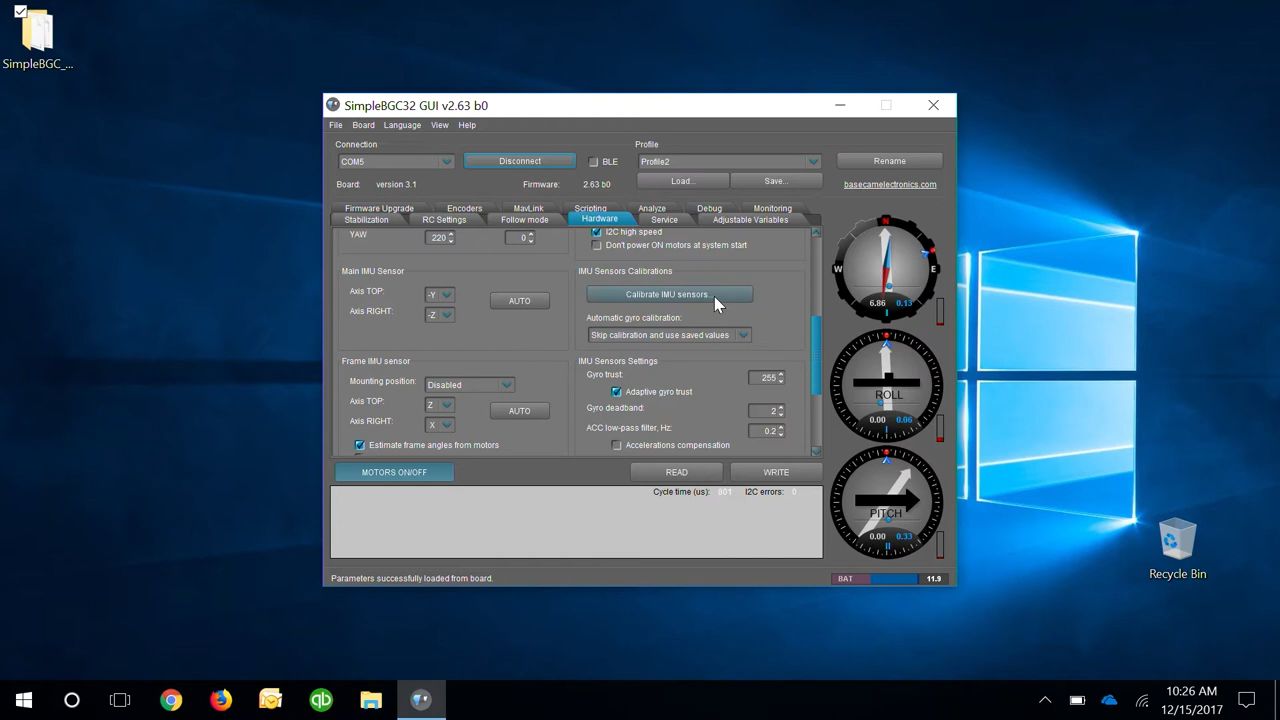 SimpleBGC_...
SimpleBGC32 GUI v2.63 b0
File Board Language View Help
Connection
Profile
COM5
Disconnect
BLE
Profile2
Rename
Load...
Save...
Board: version 3.1 Firmware: 2.63 b0
basecamelectronics.com
Firmware Upgrade Encoders MavLink Scripting Analyze Debug Monitoring
Stabilization RC Settings Follow mode Hardware Service Adjustable Variables
YAW 220 0
I2C high speed
Don't power ON motors at system start
Main IMU Sensor
Axis TOP: -Y
Axis RIGHT: -Z
AUTO
IMU Sensors Calibrations
Calibrate IMU sensors...
Automatic gyro calibration:
Skip calibration and use saved values
Frame IMU sensor
Mounting position: Disabled
Axis TOP: Z
Axis RIGHT: X
AUTO
Estimate frame angles from motors
IMU Sensors Settings
Gyro trust: 255
Adaptive gyro trust
Gyro deadband: 2
ACC low-pass filter, Hz: 0.2
Accelerations compensation
MOTORS ON/OFF
READ
WRITE
Cycle time (us): 801 I2C errors: 0
Parameters successfully loaded from board.
N
W E
6.86 0.13
ROLL
0.00 0.06
PITCH
0.00 0.33
BAT 11.9
Recycle Bin
10:26 AM
12/15/2017